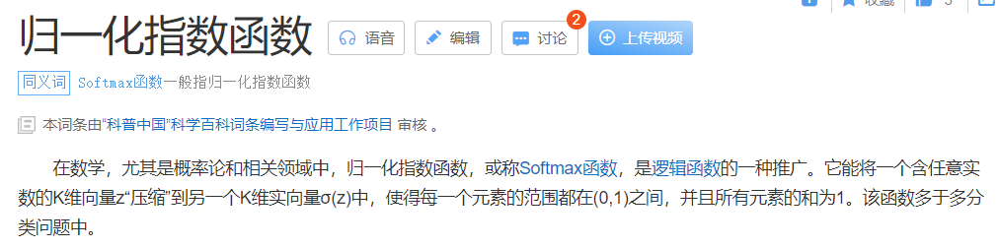 收藏
归一化指数函数 语音 编辑 讨论 2 上传视频
同义词 Softmax函数一般指归一化指数函数
本词条由“科普中国”科学百科词条编写与应用工作项目 审核 。
在数学，尤其是概率论和相关领域中，归一化指数函数，或称Softmax函数，是逻辑函数的一种推广。它能将一个含任意实
数的K维向量z“压缩”到另一个K维实向量σ(z)中，使得每一个元素的范围都在(0,1)之间，并且所有元素的和为1。该函数多于多分
类问题中。